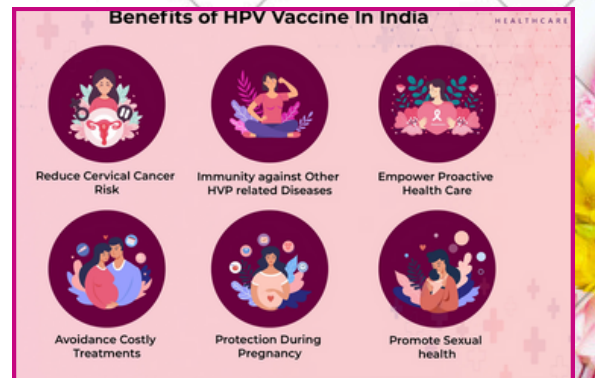 Benefits of HPV Vaccine In India
HEALTHCARE
Reduce Cervical Cancer
Risk
Immunity against Other
HVP related Diseases
Empower Proactive
Health Care
Avoidance Costly
Treatments
Protection During
Pregnancy
Promote Sexual
health